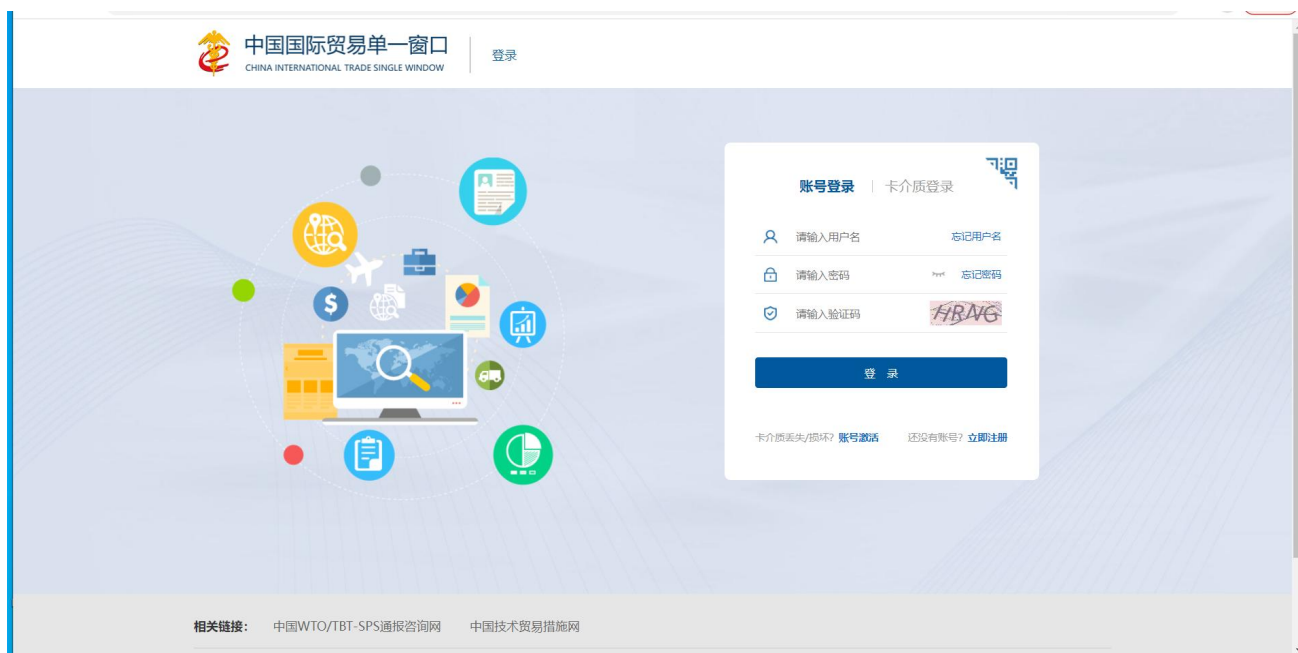 中国国际贸易单一窗口
CHINA INTERNATIONAL TRADE SINGLE WINDOW
登录
账号登录 卡介质登录
请输入用户名 忘记用户名
请输入密码 忘记密码
请输入验证码 HRNG
登 录
卡介质丢失/损坏? 账号激活 还没有账号? 立即注册
相关链接: 中国WTO/TBT-SPS通报咨询网 中国技术贸易措施网